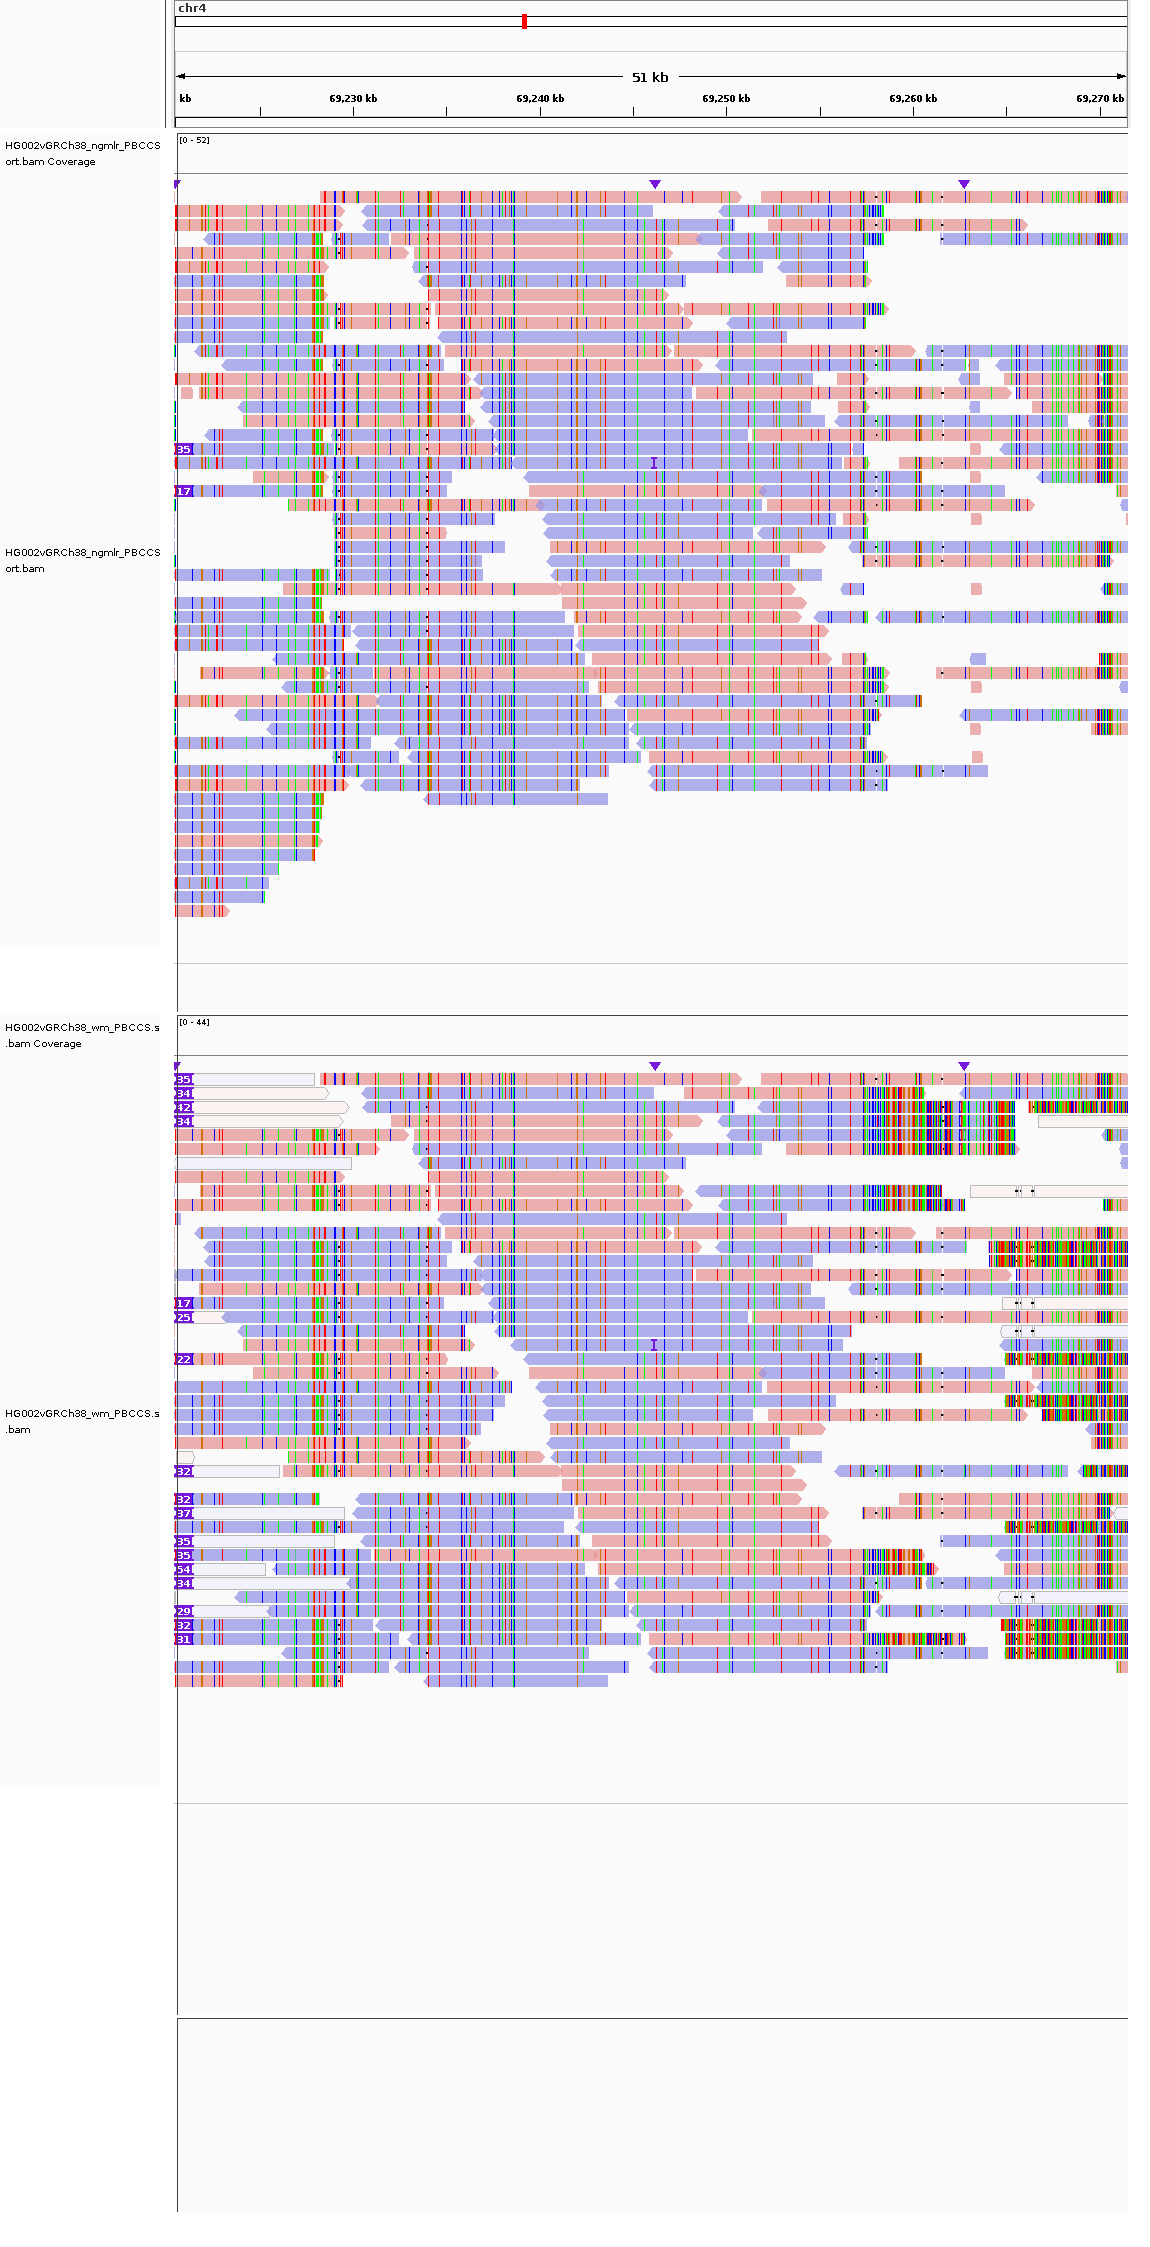 chr4
51 kb
kb 69,230 kb 69,240 kb 69,250 kb 69,260 kb 69,270 kb
HG002vGRCh38_ngmlr_PBCCS
ort.bam Coverage
[0 - 52]
35
17
HG002vGRCh38_ngmlr_PBCCS
ort.bam
HG002vGRCh38_wm_PBCCS.s
.bam Coverage
[0 - 44]
35
34
42
34
17
25
22
HG002vGRCh38_wm_PBCCS.s
.bam
32
32
37
35
35
54
34
29
32
31